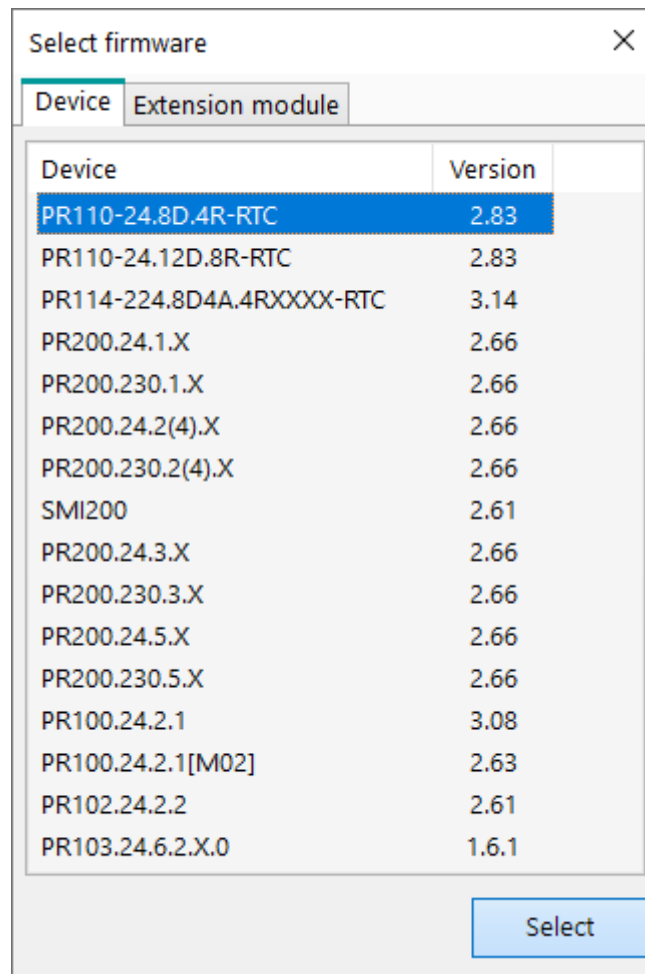 Select firmware
Device Extension module
Device Version
PR110-24.8D.4R-RTC 2.83
PR110-24.12D.8R-RTC 2.83
PR114-224.8D4A.4RXXXX-RTC 3.14
PR200.24.1.X 2.66
PR200.230.1.X 2.66
PR200.24.2(4).X 2.66
PR200.230.2(4).X 2.66
SMI200 2.61
PR200.24.3.X 2.66
PR200.230.3.X 2.66
PR200.24.5.X 2.66
PR200.230.5.X 2.66
PR100.24.2.1 3.08
PR100.24.2.1[M02] 2.63
PR102.24.2.2 2.61
PR103.24.6.2.X.0 1.6.1
Select